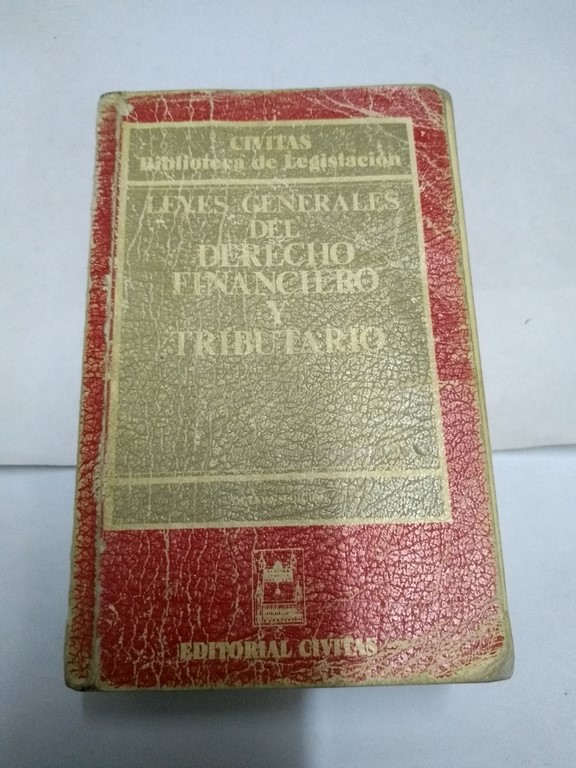 CIVITAS
Biblioteca de Legislación
LEYES GENERALES
DEL
DERECHO
FINANCIERO
Y
TRIBUTARIO
EDITORIAL CIVITAS